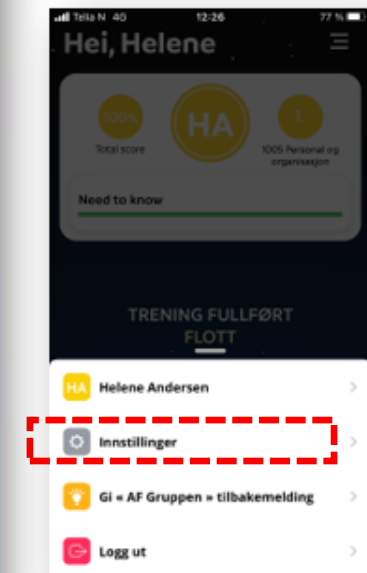 Telia N 4G 12:26 77 %
Hei, Helene
100%
HA
1.
Total score
1005 Personal og
organisasjon
Need to know
TRENING FULLFØRT
FLOTT
HA Helene Andersen
Innstillinger
Gi « AF Gruppen » tilbakemelding
Logg ut